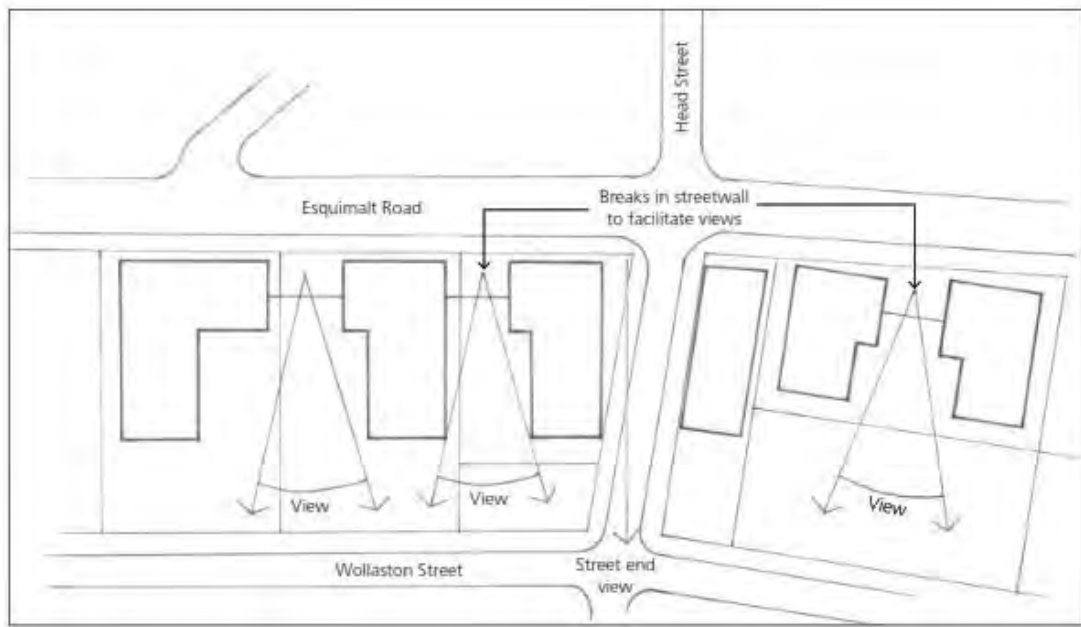 Head Street
Esquimalt Road
Breaks in streetwall
to facilitate views
View
View
View
Wollaston Street
Street end
view